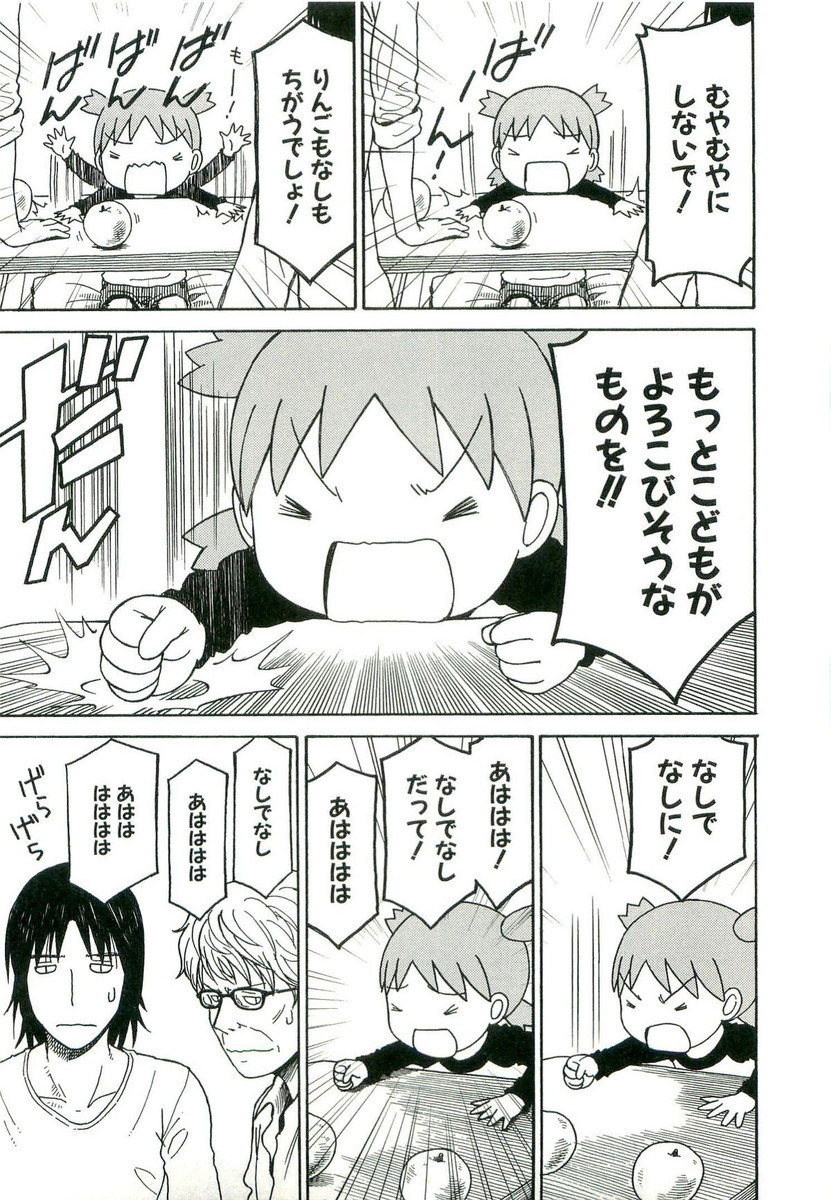 むやむやに
しないで！
ばーん！
りんごもなしも
ちがうでしょ！
もー！
ばん
ばん
ばん
もっとこどもが
よろこびそうな
ものを！！
ダンー
なしで
なしに！
あははは！
なしでなし
だって！
あはははは
なしでなし
あはははは
あはは
はははは
げら
げら